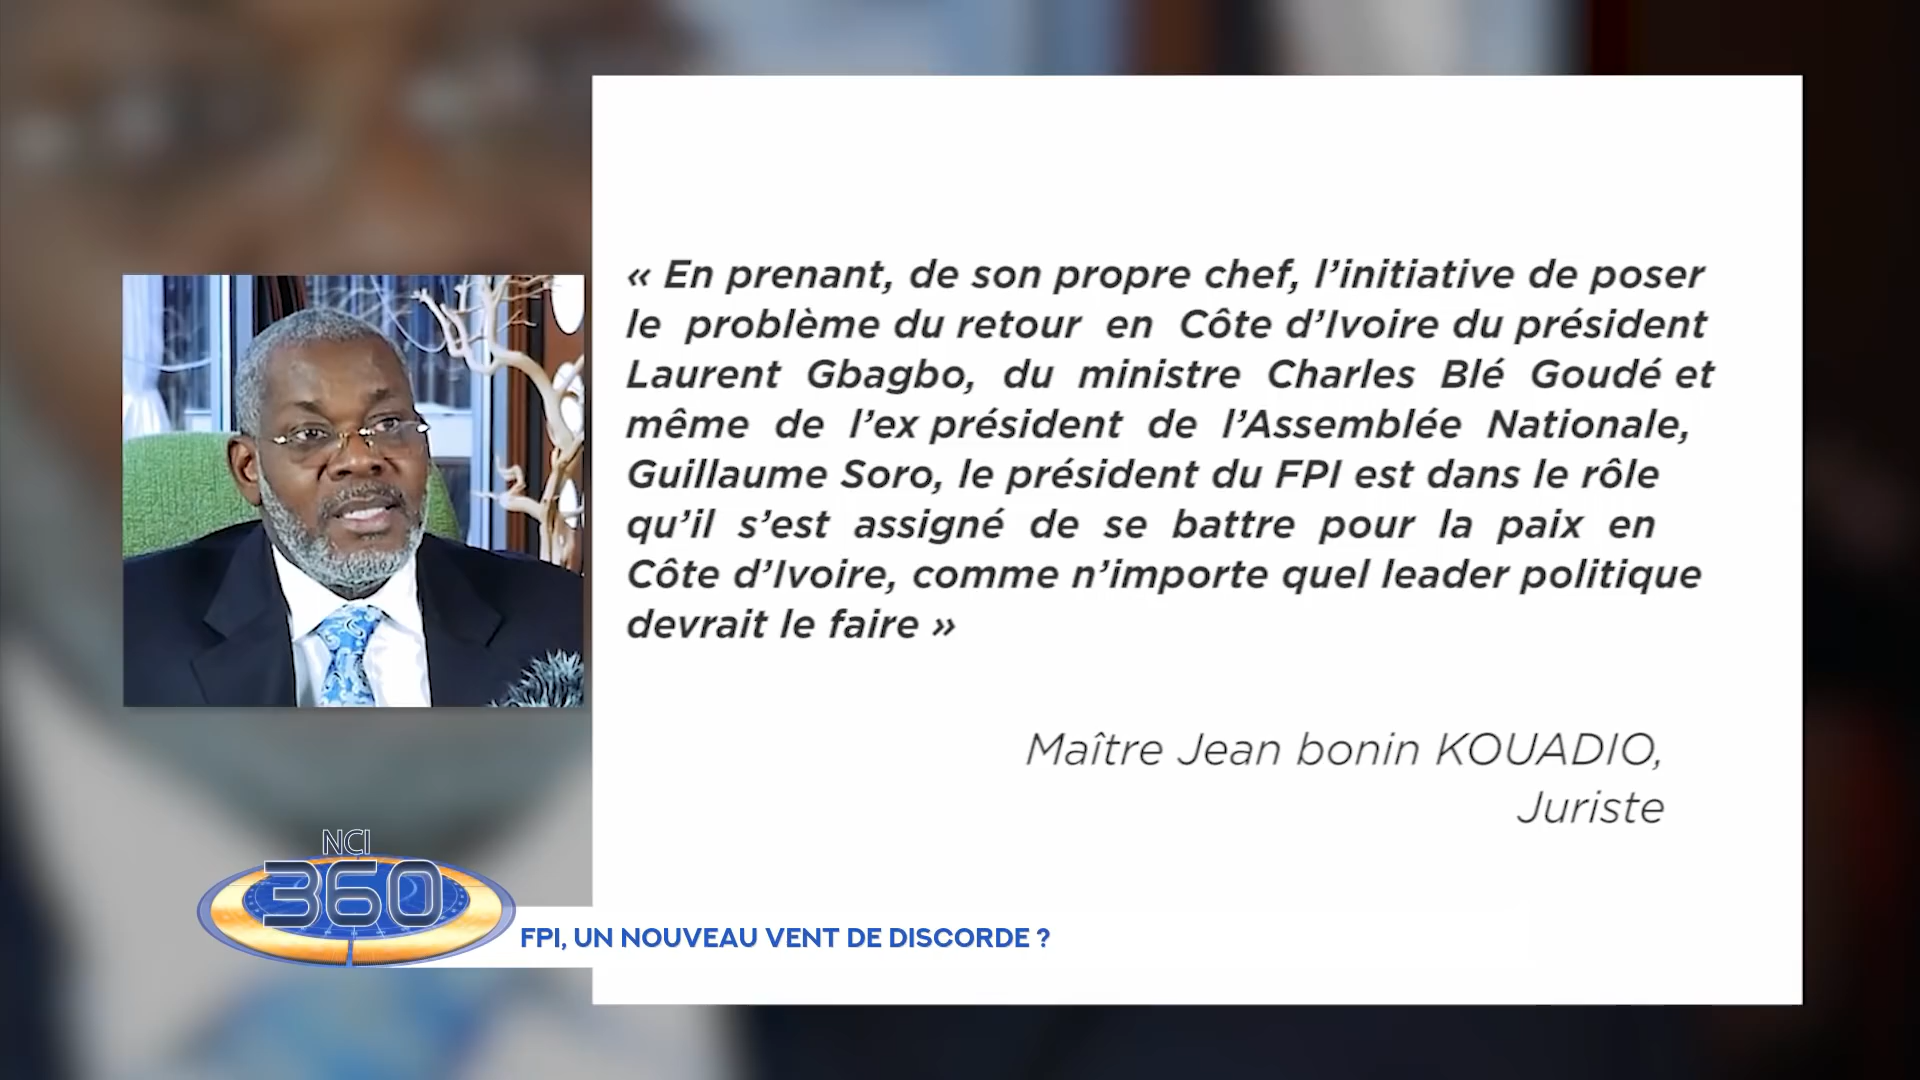 « En prenant, de son propre chef, l’initiative de poser
le problème du retour en Côte d’Ivoire du président
Laurent Gbagbo, du ministre Charles Blé Goudé et
même de l’ex président de l’Assemblée Nationale,
Guillaume Soro, le président du FPI est dans le rôle
qu’il s’est assigné de se battre pour la paix en
Côte d’Ivoire, comme n’importe quel leader politique
devrait le faire »
Maître Jean bonin KOUADIO,
Juriste
NCI
360
FPI, UN NOUVEAU VENT DE DISCORDE ?